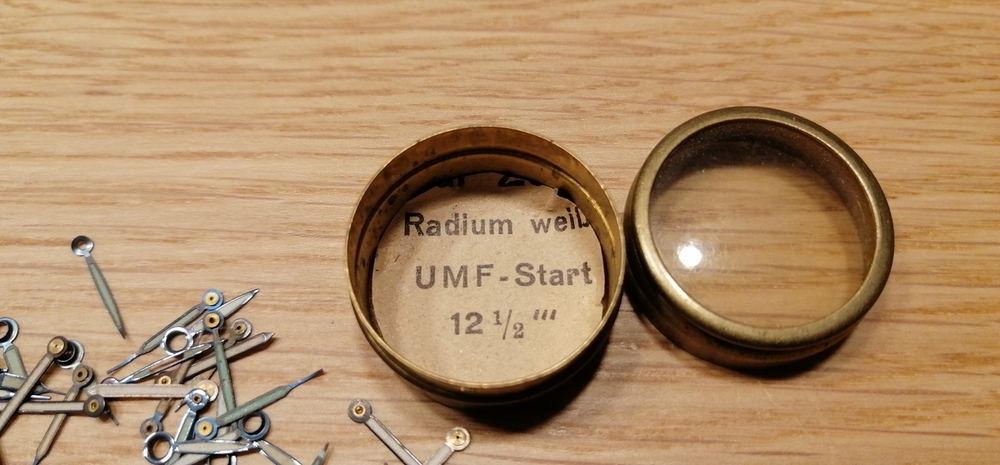 Radium weiß
UMF-Start
12 1/2 ‴